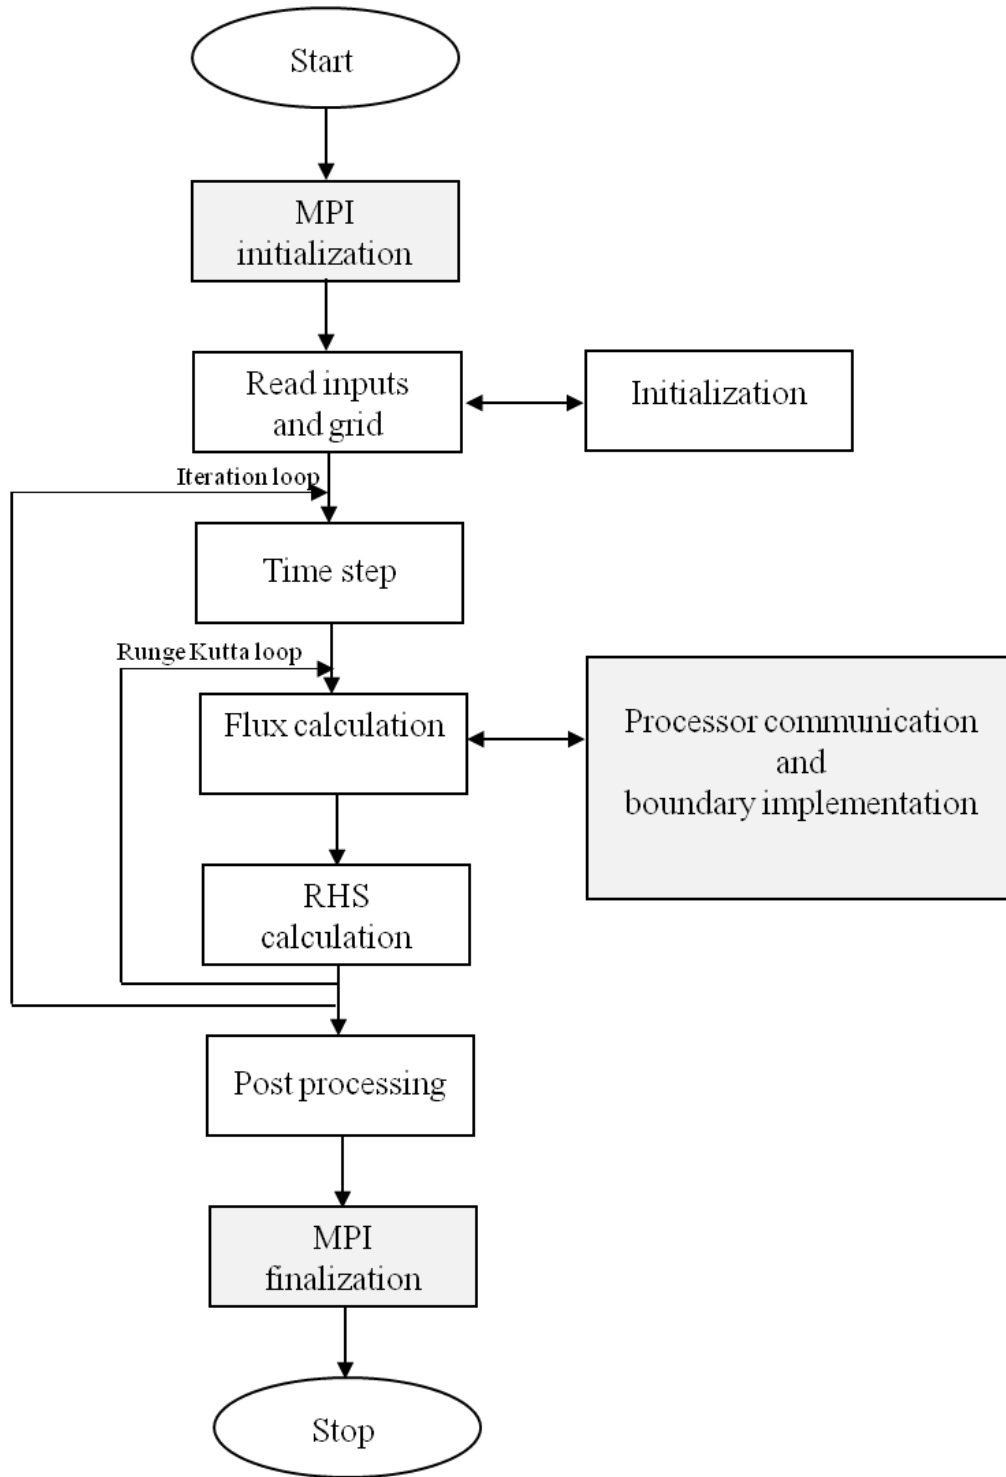 Start
MPI
initialization
Read inputs
and grid
Initialization
Iteration loop
Time step
Runge Kutta loop
Flux calculation
Processor communication
and
boundary implementation
RHS
calculation
Post processing
MPI
finalization
Stop